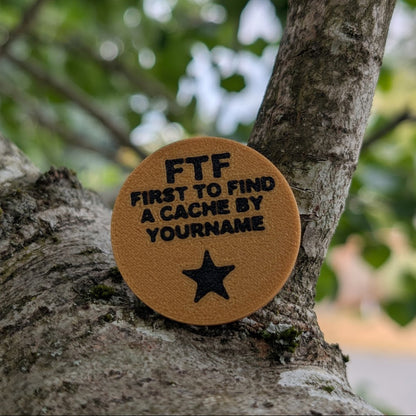 FTF
FIRST TO FIND
A CACHE BY
YOURNAME